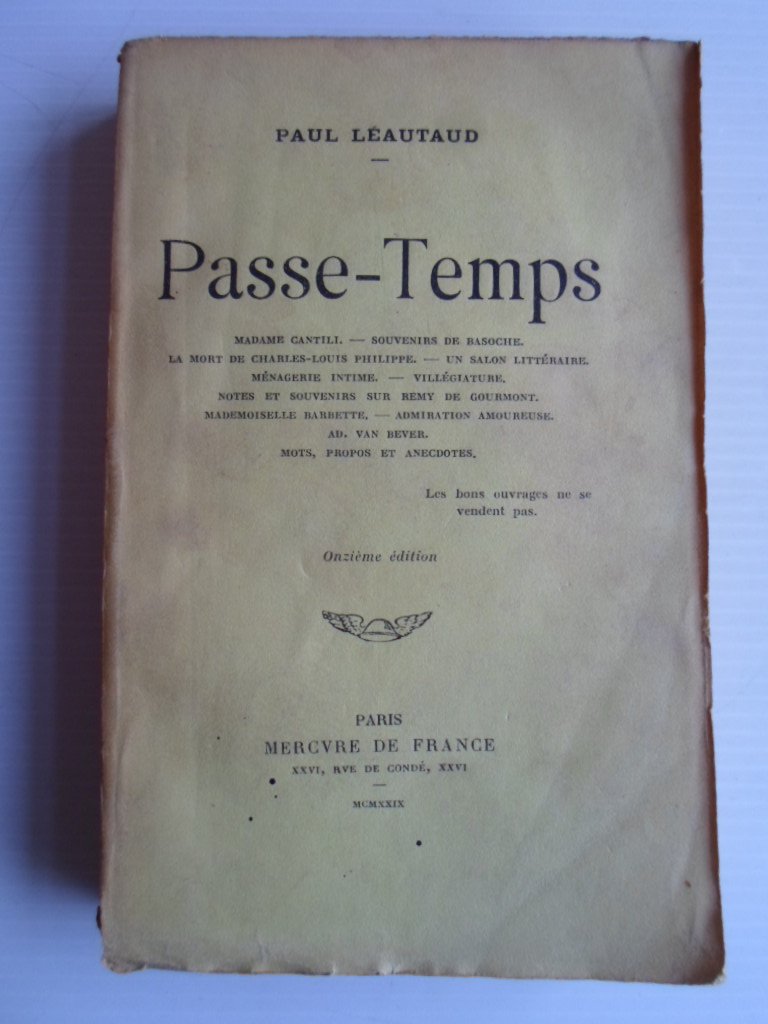 PAUL LÉAUTAUD
—
Passe-Temps
MADAME CANTILI. — SOUVENIRS DE BASOCHE.
LA MORT DE CHARLES-LOUIS PHILIPPE. — UN SALON LITTÉRAIRE.
MÉNAGERIE INTIME. — VILLÉGIATURE.
NOTES ET SOUVENIRS SUR REMY DE GOURMONT.
MADEMOISELLE BARBETTE. — ADMIRATION AMOUREUSE.
AD. VAN BEVER.
MOTS, PROPOS ET ANECDOTES.
Les bons ouvrages ne se
vendent pas.
Onzième édition
PARIS
MERCVRE DE FRANCE
XXVI, RVE DE CONDÉ, XXVI
—
MCMXXIX